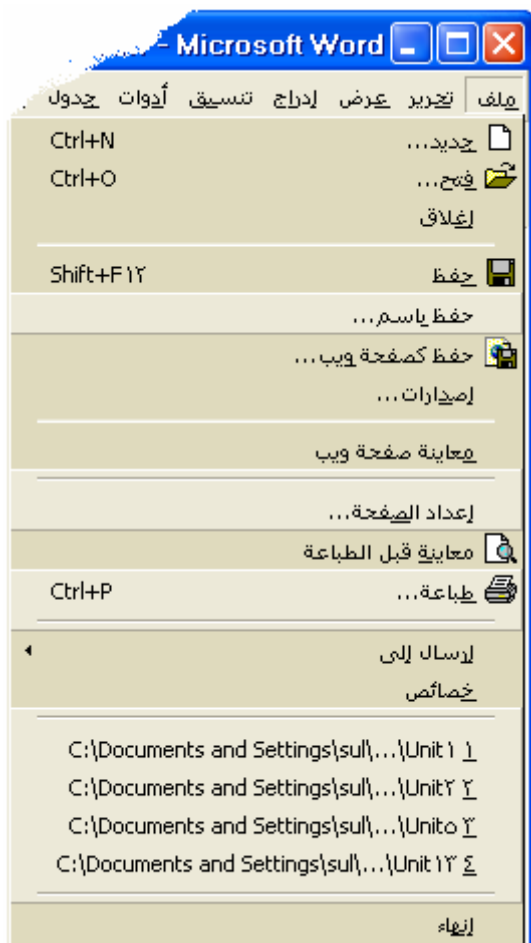 - Microsoft Word
ملف تحرير عرض إدراج تنسيق أدوات جدول
جديد... Ctrl+N
فتح... Ctrl+O
إغلاق
حفظ Shift+F١٢
حفظ باسم...
حفظ كصفحة ويب...
إصدارات...
معاينة صفحة ويب
إعداد الصفحة...
معاينة قبل الطباعة
طباعة... Ctrl+P
إرسال إلى
خصائص
١ C:\Documents and Settings\sul\...\Unit١
٢ C:\Documents and Settings\sul\...\Unit٢
٣ C:\Documents and Settings\sul\...\Unit٥
٤ C:\Documents and Settings\sul\...\Unit١٣
إنهاء